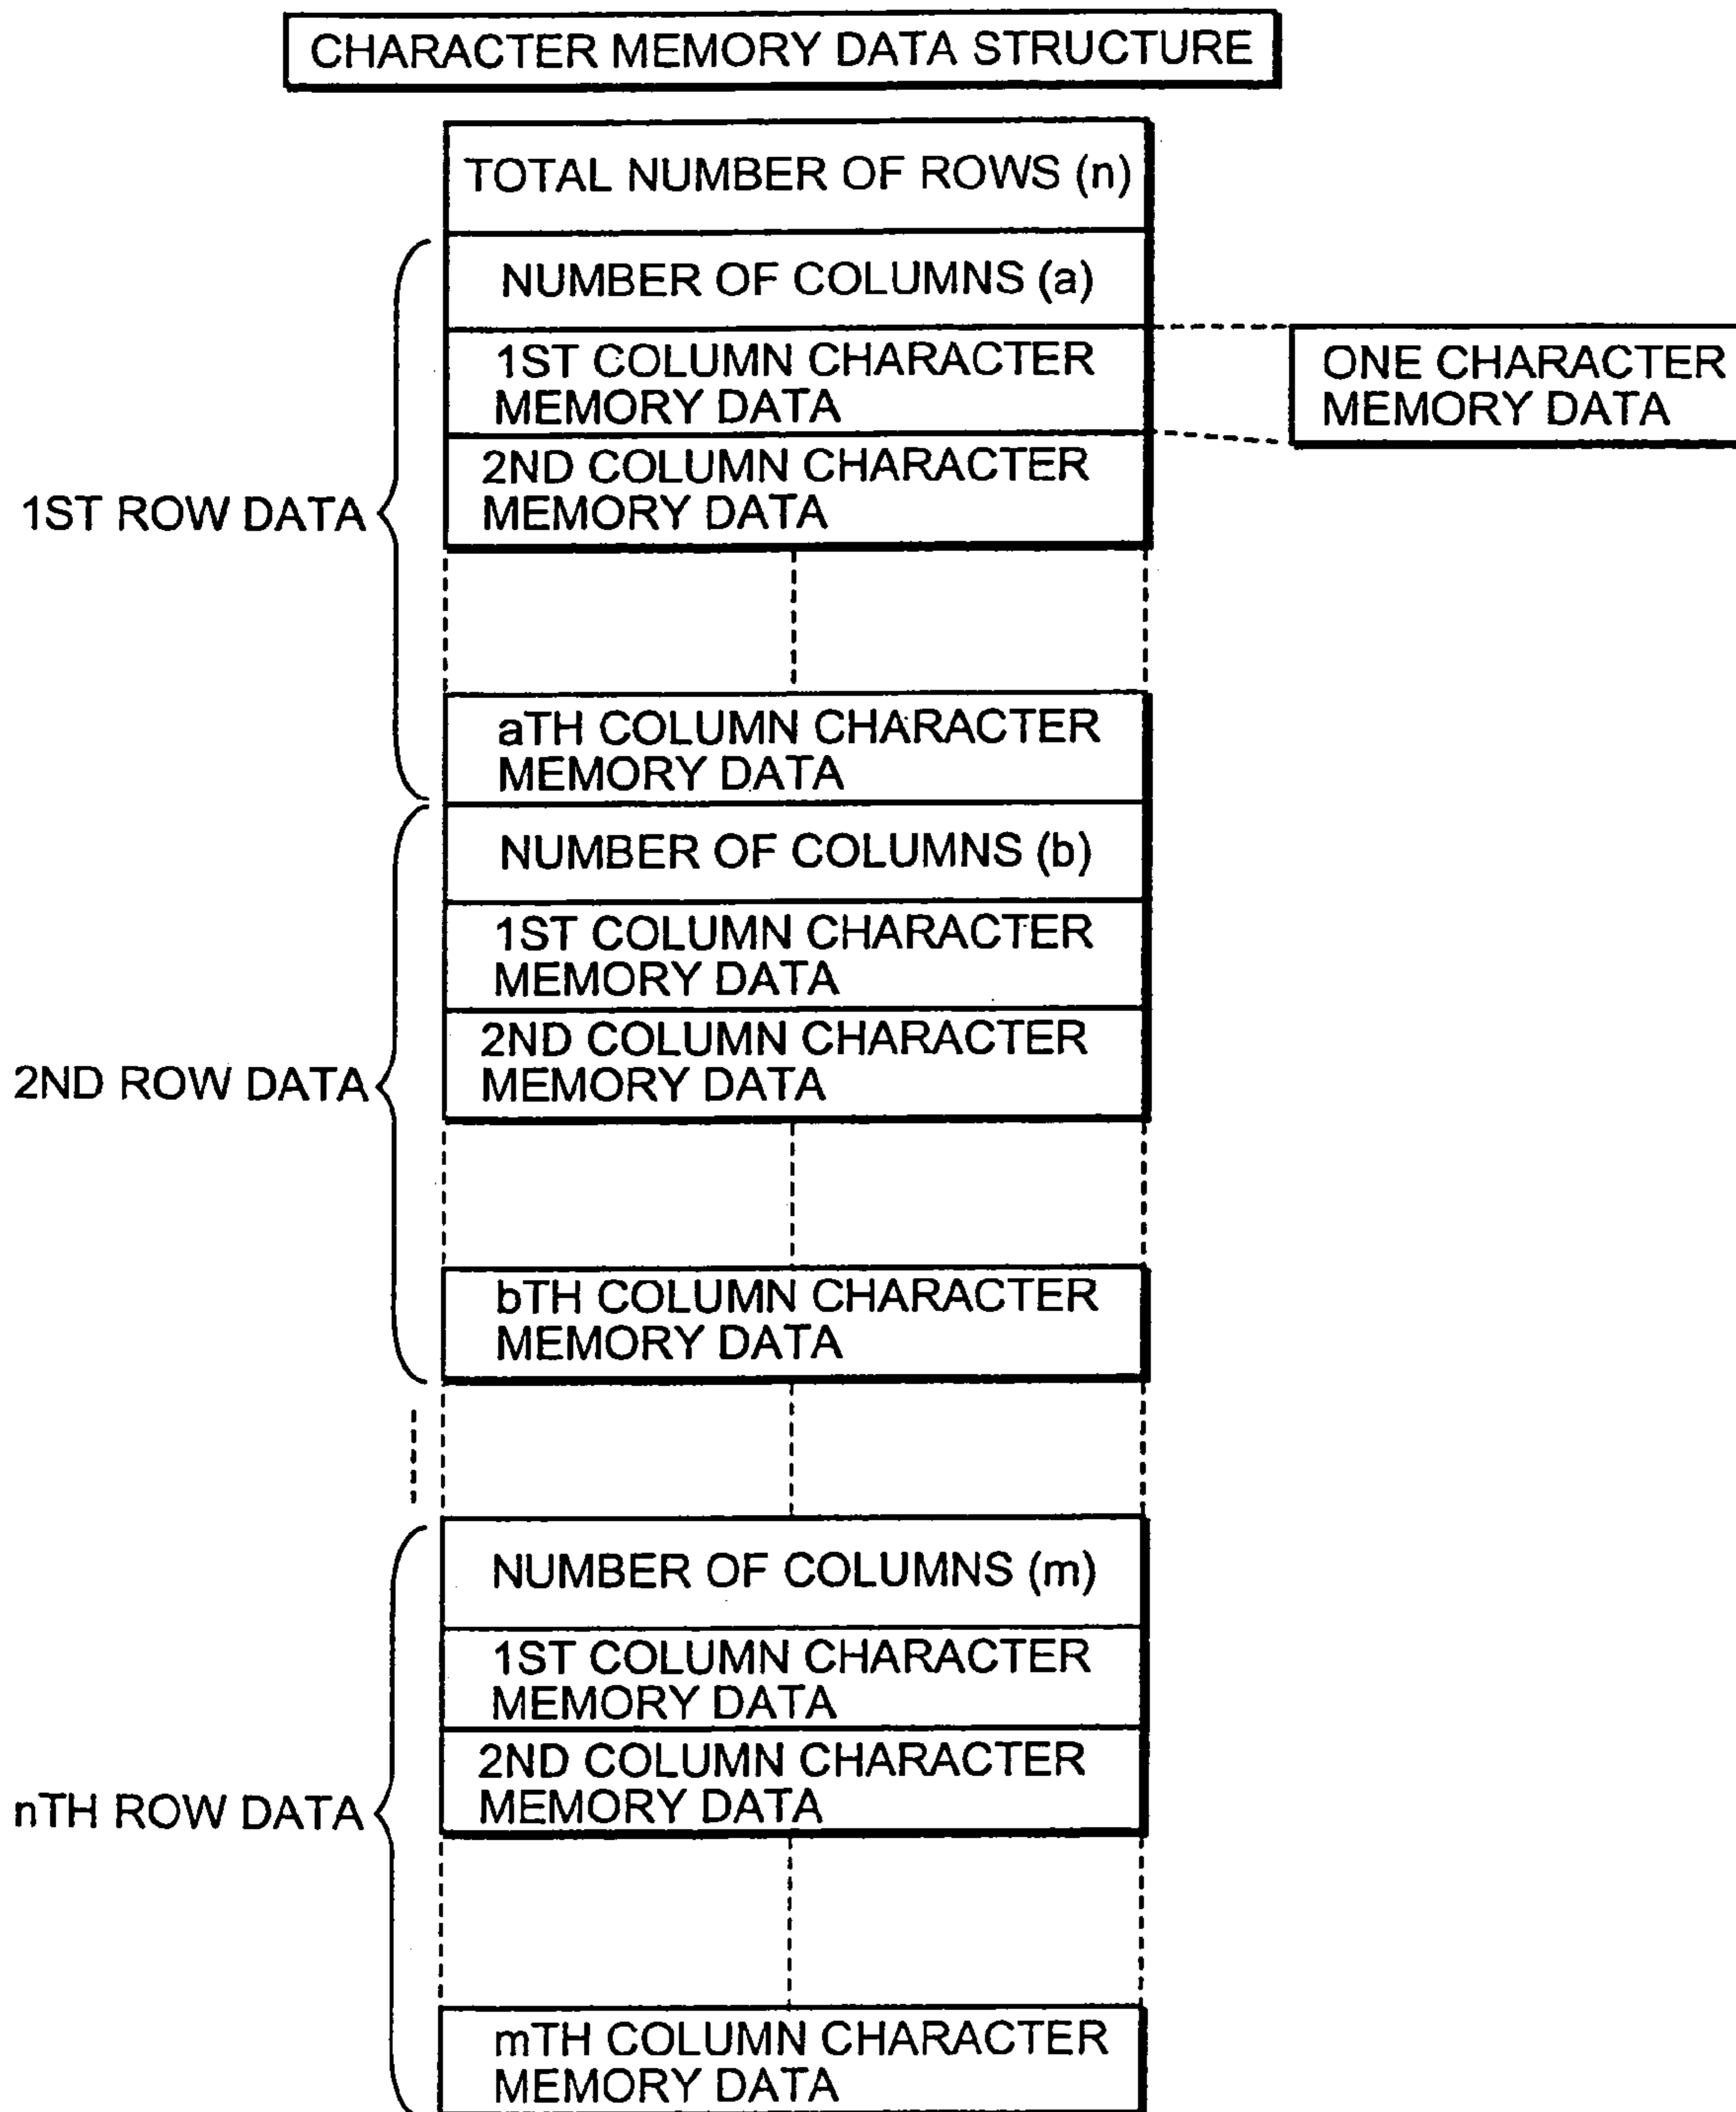 CHARACTER MEMORY DATA STRUCTURE
TOTAL NUMBER OF ROWS (n)
NUMBER OF COLUMNS (a)
1ST COLUMN CHARACTER
MEMORY DATA
ONE CHARACTER
MEMORY DATA
2ND COLUMN CHARACTER
MEMORY DATA
1ST ROW DATA
aTH COLUMN CHARACTER
MEMORY DATA
NUMBER OF COLUMNS (b)
1ST COLUMN CHARACTER
MEMORY DATA
2ND COLUMN CHARACTER
MEMORY DATA
2ND ROW DATA
bTH COLUMN CHARACTER
MEMORY DATA
NUMBER OF COLUMNS (m)
1ST COLUMN CHARACTER
MEMORY DATA
2ND COLUMN CHARACTER
MEMORY DATA
nTH ROW DATA
mTH COLUMN CHARACTER
MEMORY DATA